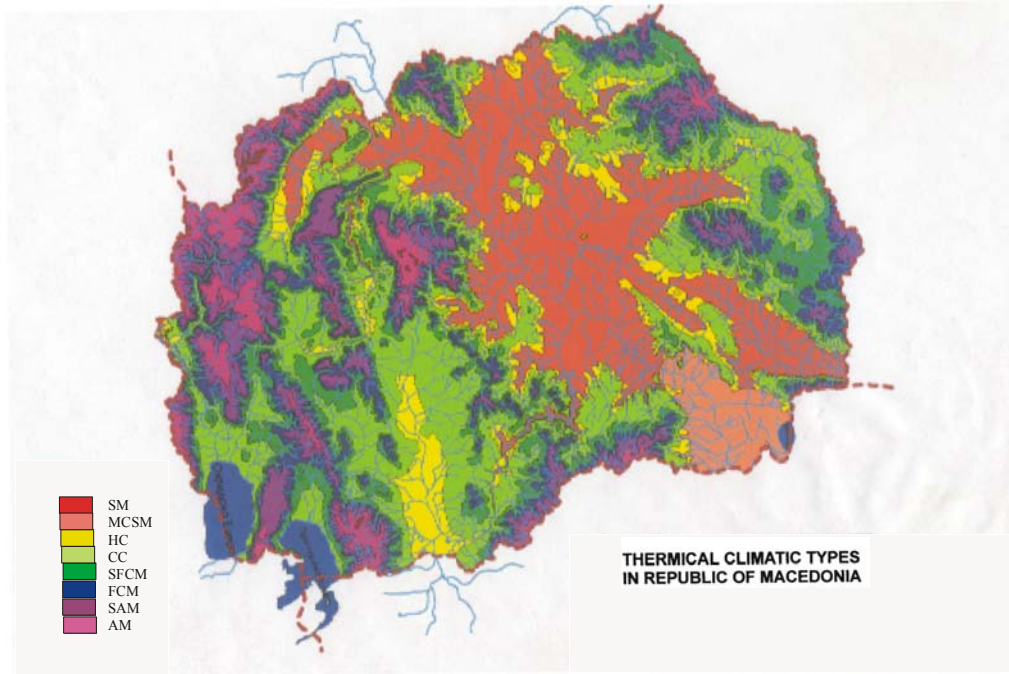 SM
MCSM
HC
CC
SFCM
FCM
SAM
AM
THERMICAL CLIMATIC TYPES
IN REPUBLIC OF MACEDONIA